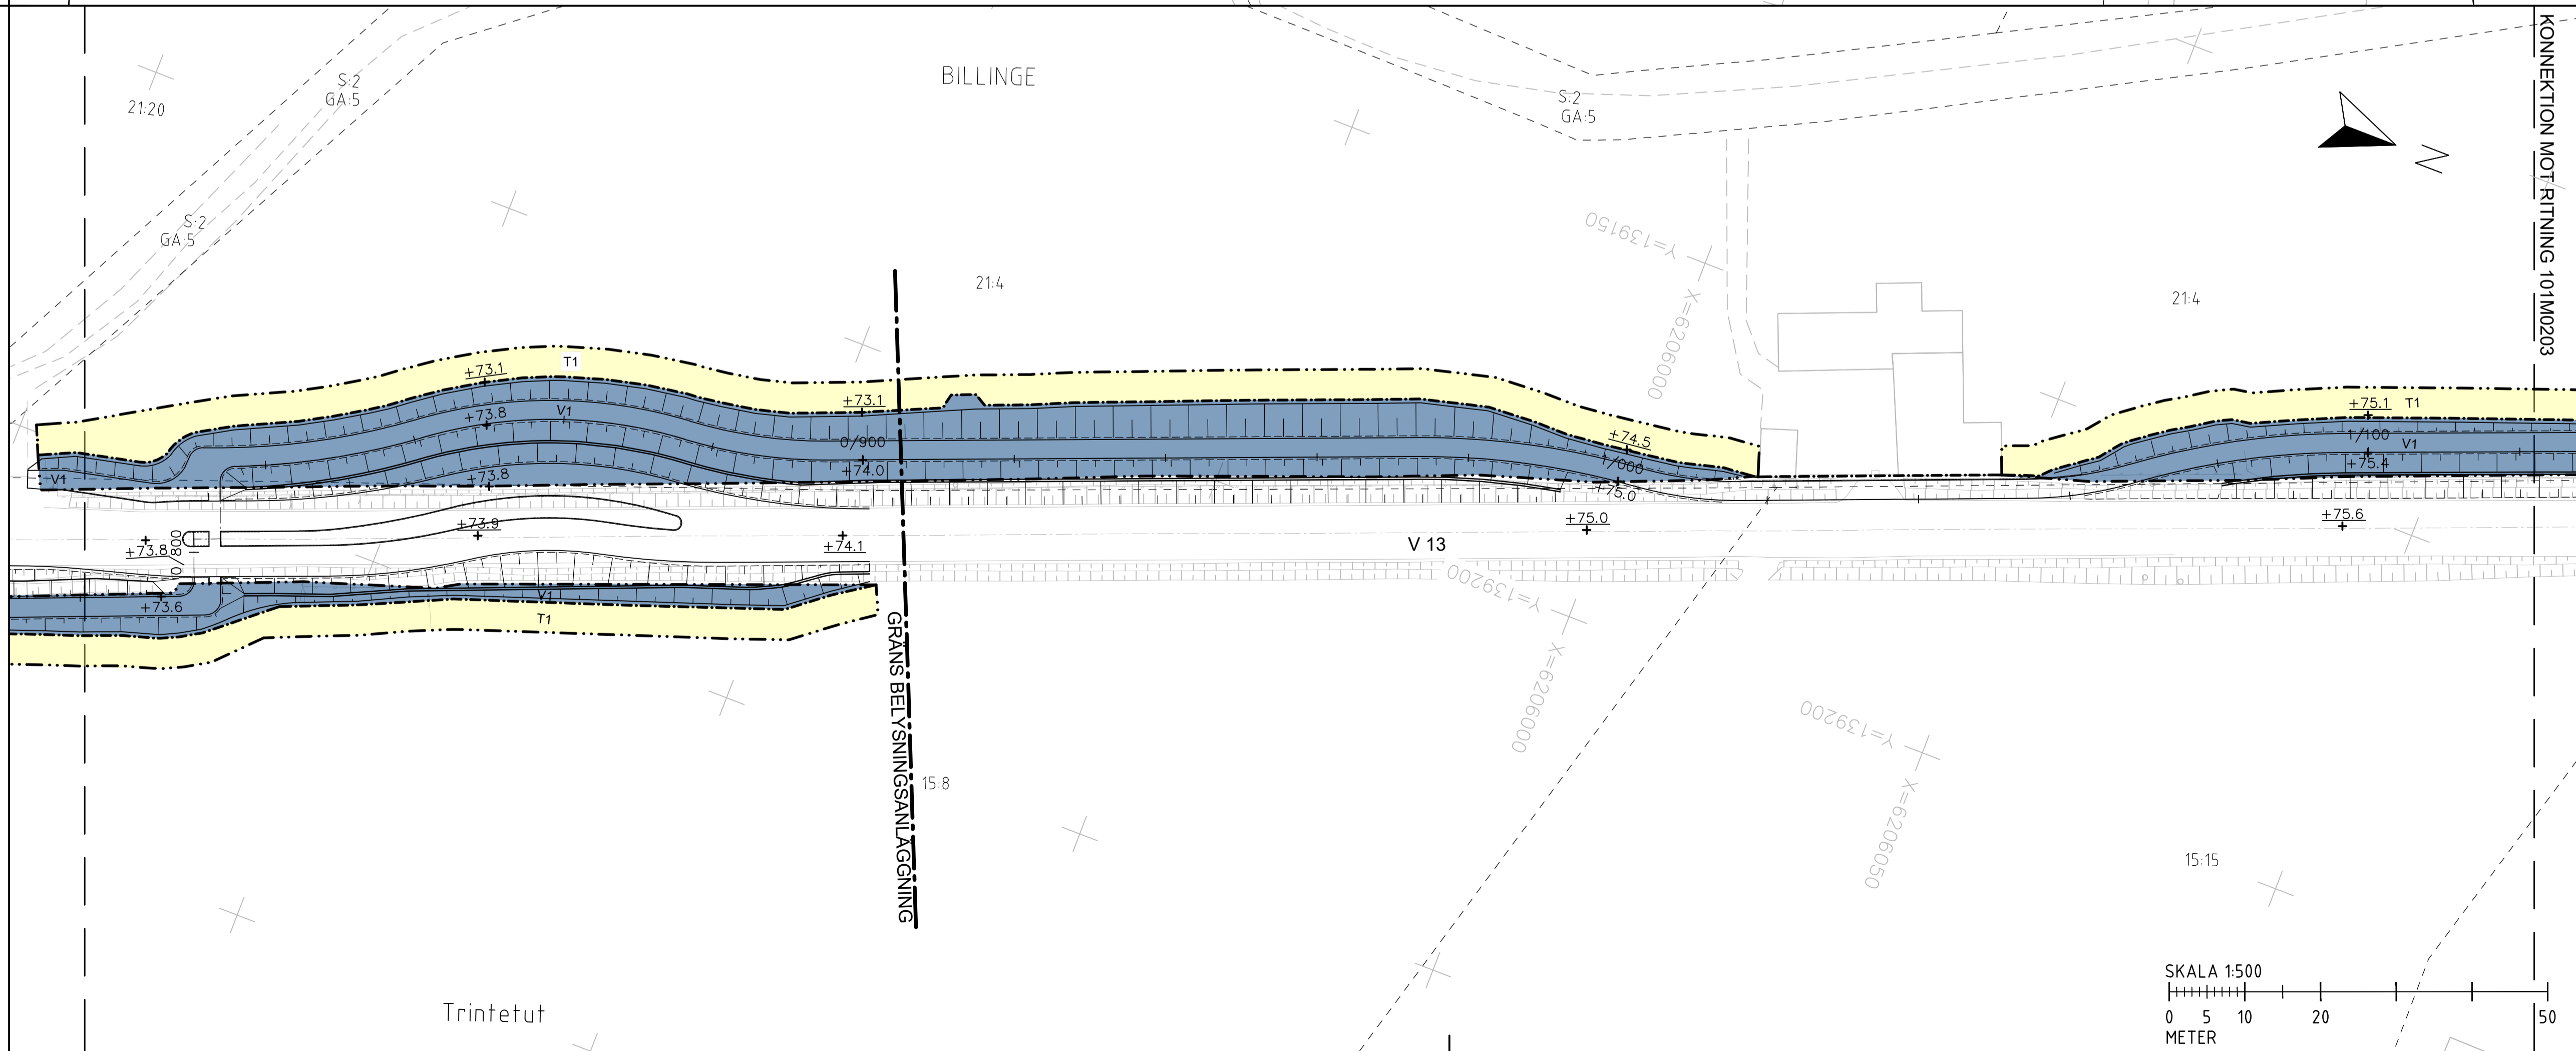 BILLINGE
KONNEKTION MOT RITNING 101M0203
S:2
GA:5
21:20
S:2
GA:5
S:2
GA:5
N
Y=139150
X=6206000
21:4
21:4
T1
+73.1
V1
+73.8
+73.1
0/900
+74.0
+73.8
V1
+74.5
1/000
+75.0
+75.1
T1
1/100
V1
+75.4
+73.9
+73.8
0/800
+74.1
+75.0
V 13
+75.6
+73.6
V1
T1
Y=139200
X=6206000
GRÄNS BELYSNINGSANLÄGGNING
15:8
Y=139200
X=6206050
15:15
Trintetut
SKALA 1:500
0 5 10 20 50
METER